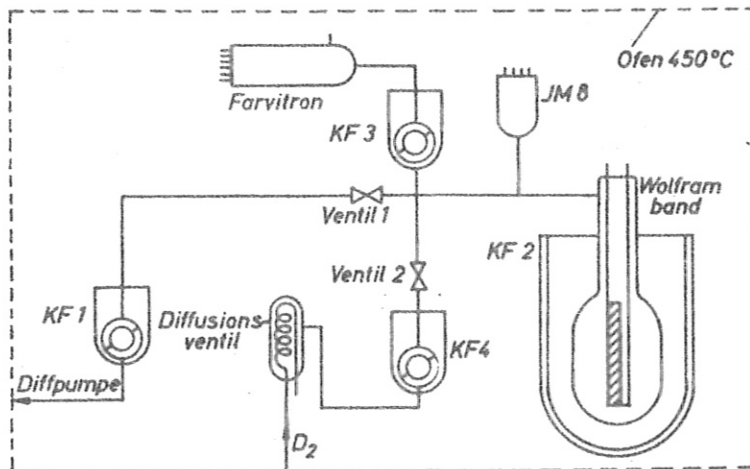 Ofen 450°C
Farvitron
JM 8
KF 3
Wolfram
band
Ventil 1
KF 2
Ventil 2
KF 1
Diffusions
ventil
KF4
Diffpumpe
D₂